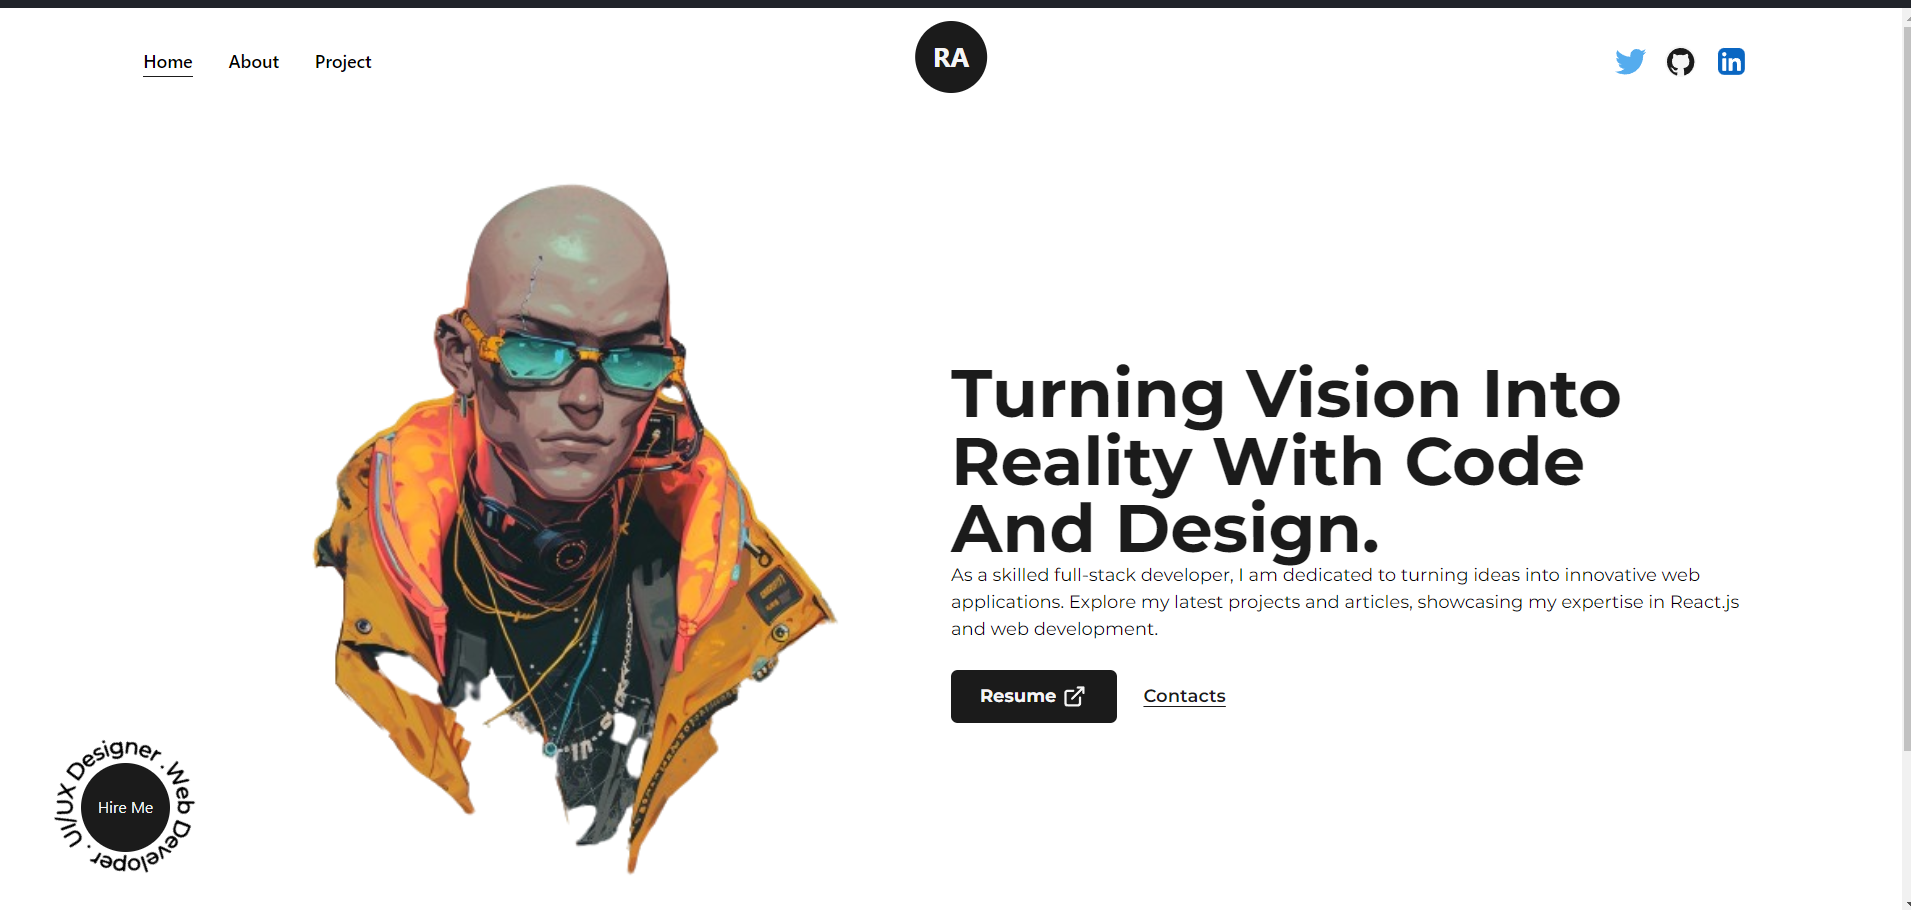 Home About Project
RA
Turning Vision Into
Reality With Code
And Design.
As a skilled full-stack developer, I am dedicated to turning ideas into innovative web
applications. Explore my latest projects and articles, showcasing my expertise in React.js
and web development.
Resume Contacts
UI/UX Designer . Web Developer .
Hire Me